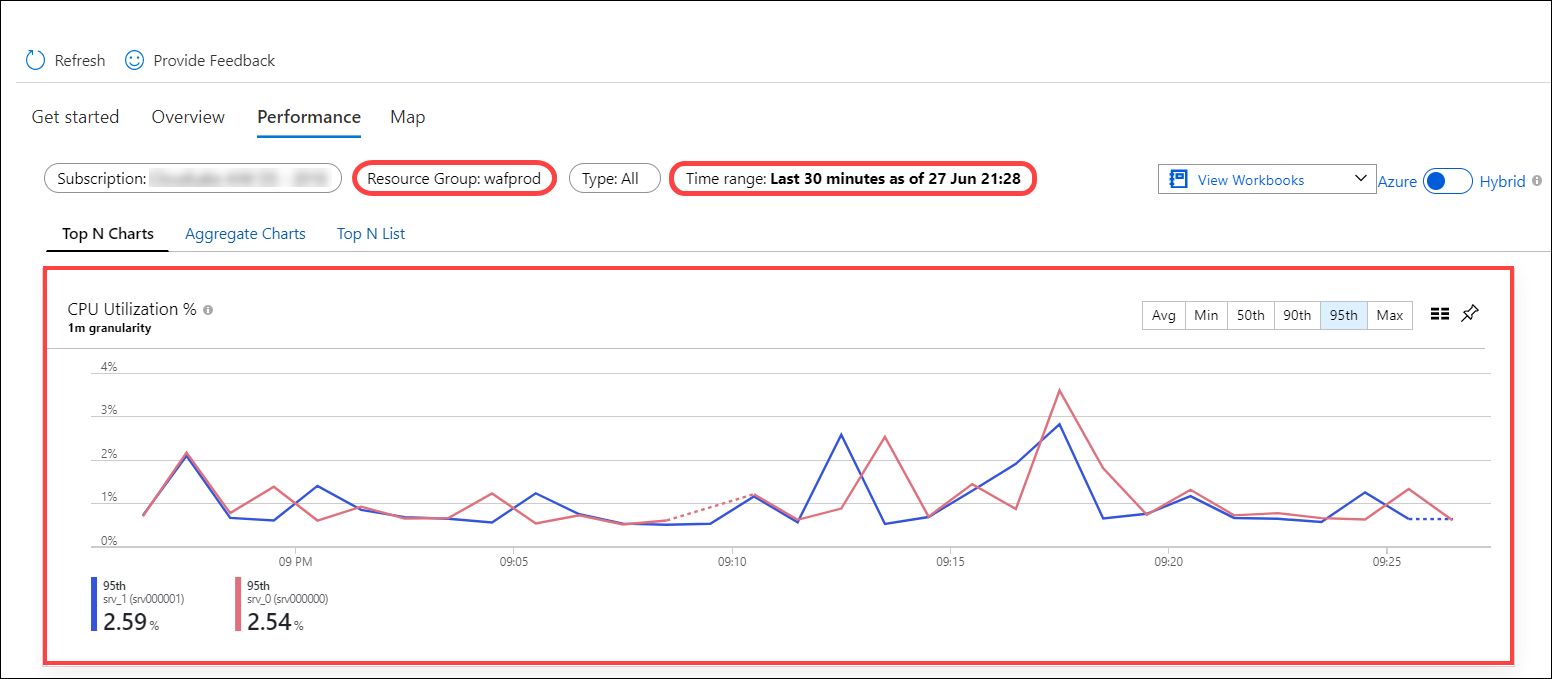 Refresh Provide Feedback
Get started Overview Performance Map
Subscription: Resource Group: wafprod Type: All Time range: Last 30 minutes as of 27 Jun 21:28 View Workbooks Azure Hybrid
Top N Charts Aggregate Charts Top N List
CPU Utilization %
1m granularity
Avg Min 50th 90th 95th Max
4%
3%
2%
1%
0%
09 PM 09:05 09:10 09:15 09:20 09:25
95th 95th
srv_1 (srv000001) srv_0 (srv000000)
2.59 % 2.54 %